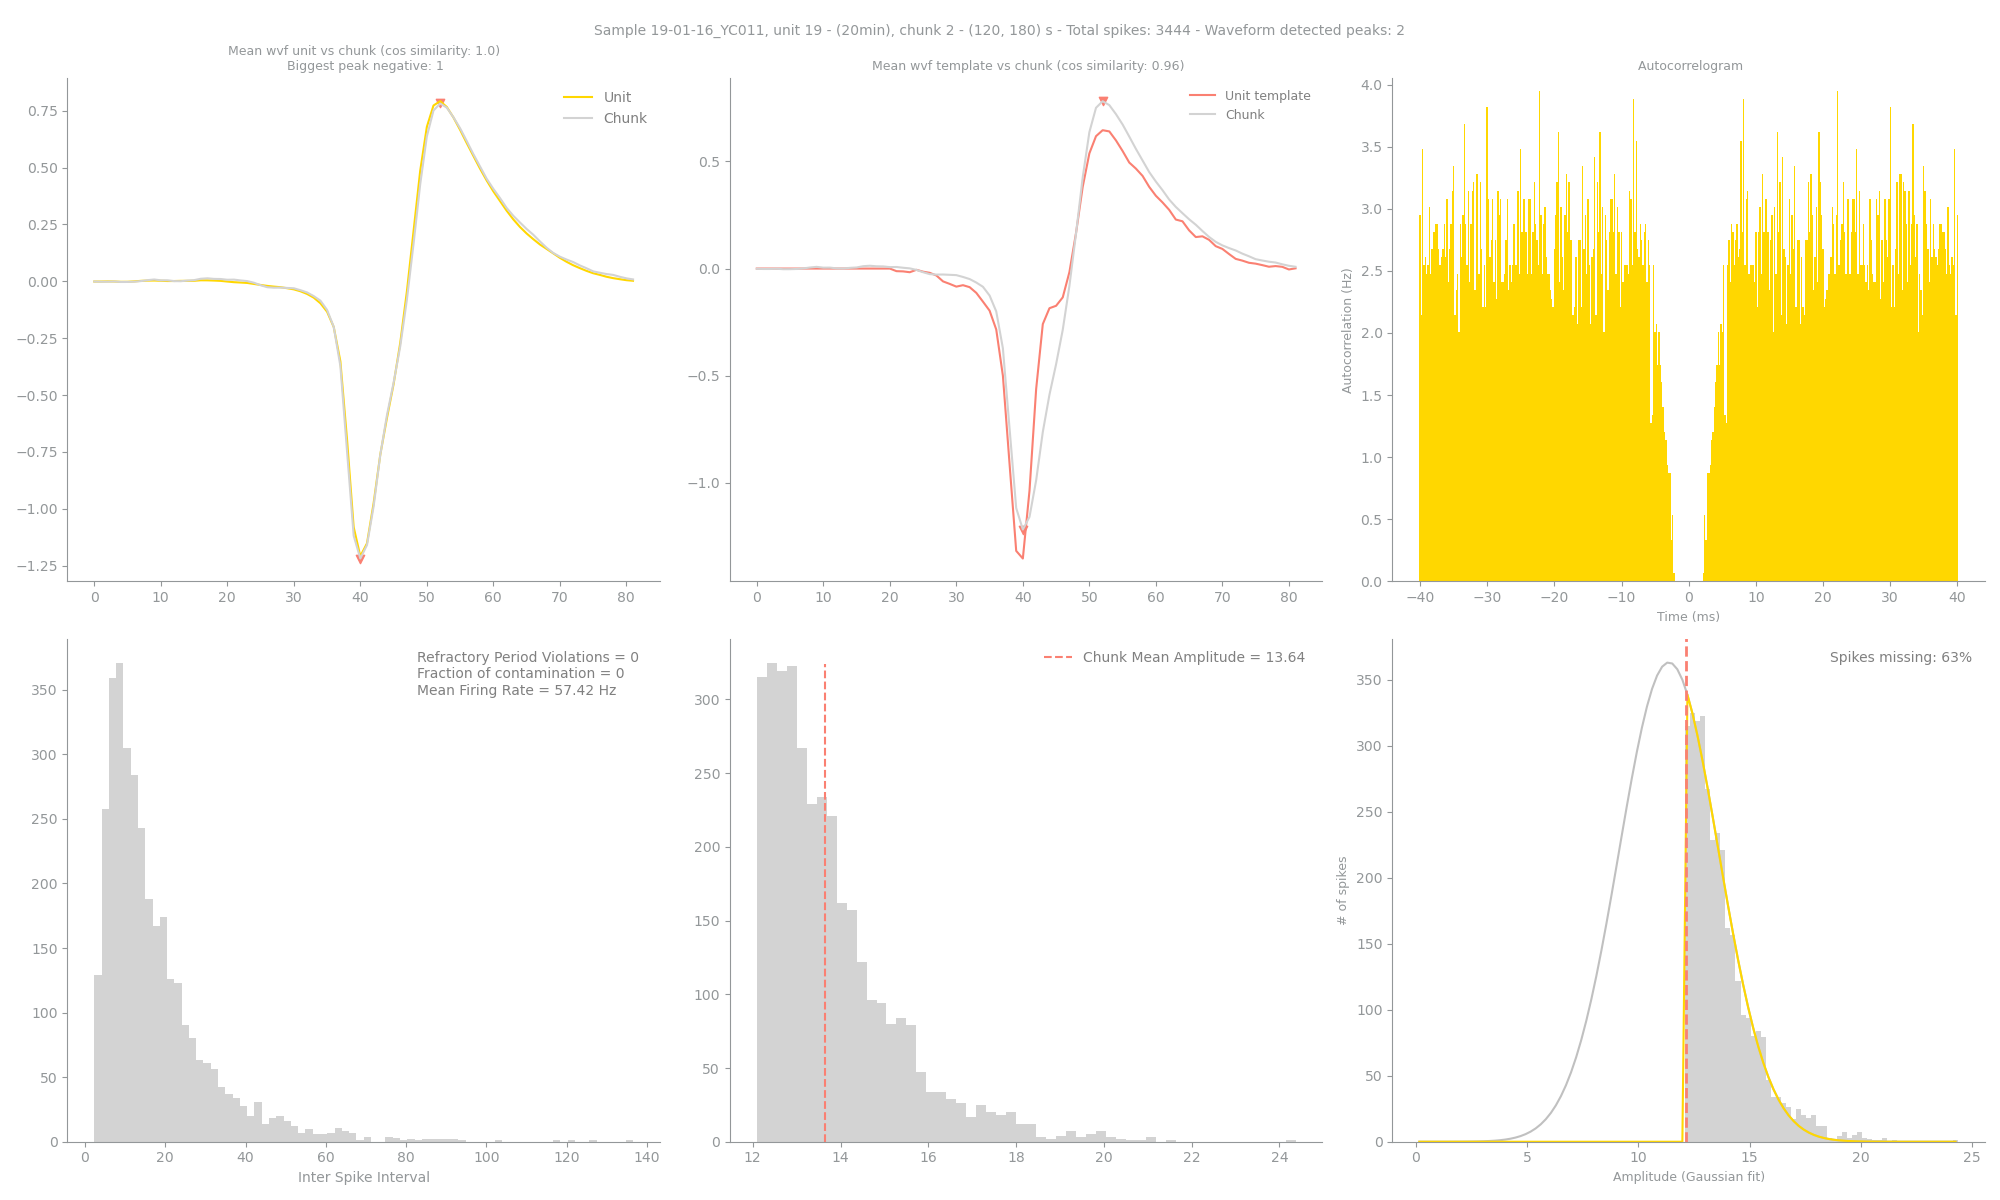 Sample 19-01-16_YC011, unit 19 - (20min), chunk 2 - (120, 180) s - Total spikes: 3444 - Waveform detected peaks: 2
Mean wvf unit vs chunk (cos similarity: 1.0)
Biggest peak negative: 1
Unit
Chunk
0.75
0.50
0.25
0.00
−0.25
−0.50
−0.75
−1.00
−1.25
0 10 20 30 40 50 60 70 80
Mean wvf template vs chunk (cos similarity: 0.96)
Unit template
Chunk
0.5
0.0
−0.5
−1.0
0 10 20 30 40 50 60 70 80
Autocorrelogram
Autocorrelation (Hz)
4.0
3.5
3.0
2.5
2.0
1.5
1.0
0.5
0.0
−40 −30 −20 −10 0 10 20 30 40
Time (ms)
Refractory Period Violations = 0
Fraction of contamination = 0
Mean Firing Rate = 57.42 Hz
350
300
250
200
150
100
50
0
0 20 40 60 80 100 120 140
Inter Spike Interval
Chunk Mean Amplitude = 13.64
300
250
200
150
100
50
0
12 14 16 18 20 22 24
Spikes missing: 63%
# of spikes
350
300
250
200
150
100
50
0
0 5 10 15 20 25
Amplitude (Gaussian fit)